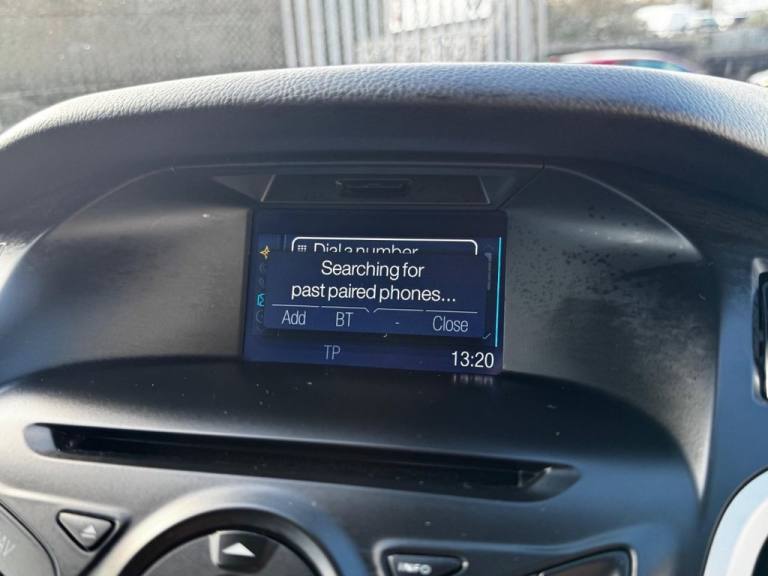 Dial a number
Searching for
past paired phones...
Add BT - Close
TP 13:20
INFO